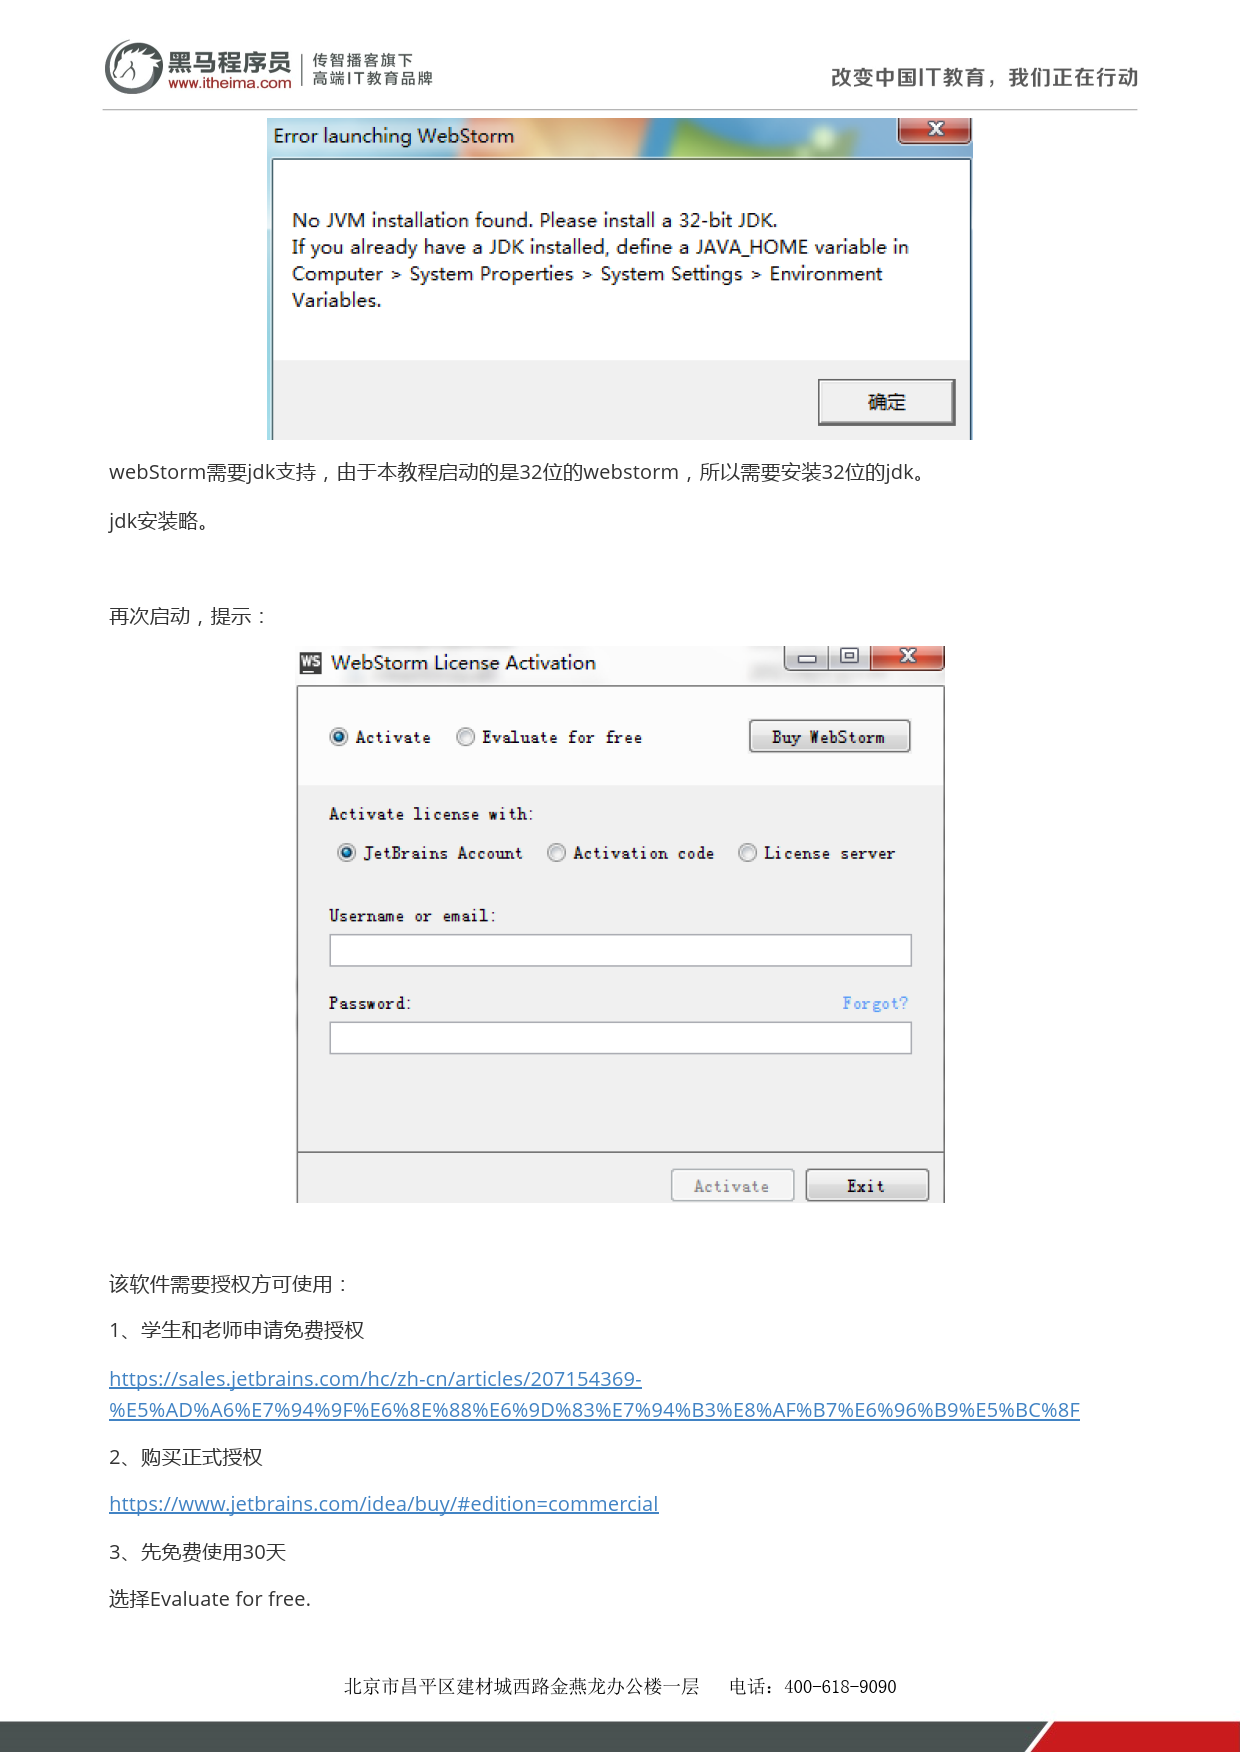 黑马程序员
www.itheima.com
传智播客旗下
高端IT教育品牌
改变中国IT教育，我们正在行动
Error launching WebStorm
No JVM installation found. Please install a 32-bit JDK.
If you already have a JDK installed, define a JAVA_HOME variable in
Computer > System Properties > System Settings > Environment
Variables.
确定
webStorm需要jdk支持，由于本教程启动的是32位的webstorm，所以需要安装32位的jdk。
jdk安装略。
再次启动，提示：
WS WebStorm License Activation
Activate Evaluate for free Buy WebStorm
Activate license with:
JetBrains Account Activation code License server
Username or email:
Password: Forgot?
Activate Exit
该软件需要授权方可使用：
1、学生和老师申请免费授权
https://sales.jetbrains.com/hc/zh-cn/articles/207154369-
%E5%AD%A6%E7%94%9F%E6%8E%88%E6%9D%83%E7%94%B3%E8%AF%B7%E6%96%B9%E5%BC%8F
2、购买正式授权
https://www.jetbrains.com/idea/buy/#edition=commercial
3、先免费使用30天
选择Evaluate for free.
北京市昌平区建材城西路金燕龙办公楼一层 电话：400-618-9090